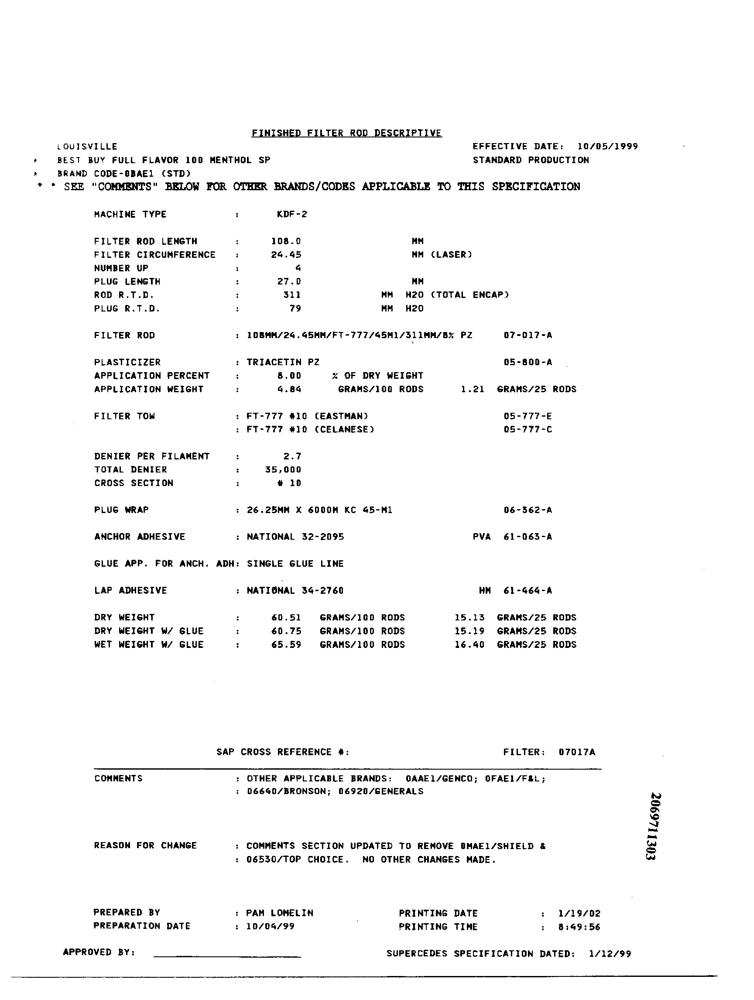 FINISHED FILTER ROD DESCRIPTIVE
LOUISVILLE EFFECTIVE DATE: 10/05/1999
* BEST BUY FULL FLAVOR 100 MENTHOL SP STANDARD PRODUCTION
* BRAND CODE-0BAE1 (STD)
* * SEE "COMMENTS" BELOW FOR OTHER BRANDS/CODES APPLICABLE TO THIS SPECIFICATION
MACHINE TYPE : KDF-2
FILTER ROD LENGTH : 108.0 MM
FILTER CIRCUMFERENCE : 24.45 MM (LASER)
NUMBER UP : 4
PLUG LENGTH : 27.0 MM
ROD R.T.D. : 311 MM H2O (TOTAL ENCAP)
PLUG R.T.D. : 79 MM H2O
FILTER ROD : 108MM/24.45MM/FT-777/45M1/311MM/8% PZ 07-017-A
PLASTICIZER : TRIACETIN PZ 05-800-A
APPLICATION PERCENT : 8.00 % OF DRY WEIGHT
APPLICATION WEIGHT : 4.84 GRAMS/100 RODS 1.21 GRAMS/25 RODS
FILTER TOW : FT-777 #10 (EASTMAN) 05-777-E
: FT-777 #10 (CELANESE) 05-777-C
DENIER PER FILAMENT : 2.7
TOTAL DENIER : 35,000
CROSS SECTION : # 10
PLUG WRAP : 26.25MM X 6000M KC 45-M1 06-362-A
ANCHOR ADHESIVE : NATIONAL 32-2095 PVA 61-063-A
GLUE APP. FOR ANCH. ADH: SINGLE GLUE LINE
LAP ADHESIVE : NATIONAL 34-2760 HM 61-464-A
DRY WEIGHT : 60.51 GRAMS/100 RODS 15.13 GRAMS/25 RODS
DRY WEIGHT W/ GLUE : 60.75 GRAMS/100 RODS 15.19 GRAMS/25 RODS
WET WEIGHT W/ GLUE : 65.59 GRAMS/100 RODS 16.40 GRAMS/25 RODS
SAP CROSS REFERENCE #: FILTER: 07017A
COMMENTS : OTHER APPLICABLE BRANDS: 0AAE1/GENCO; 0FAE1/F&L;
: 06640/BRONSON; 06920/GENERALS
REASON FOR CHANGE : COMMENTS SECTION UPDATED TO REMOVE 0MAE1/SHIELD &
: 06530/TOP CHOICE. NO OTHER CHANGES MADE.
PREPARED BY : PAM LOMELIN PRINTING DATE : 1/19/02
PREPARATION DATE : 10/04/99 PRINTING TIME : 8:49:56
APPROVED BY: SUPERCEDES SPECIFICATION DATED: 1/12/99
2069711303